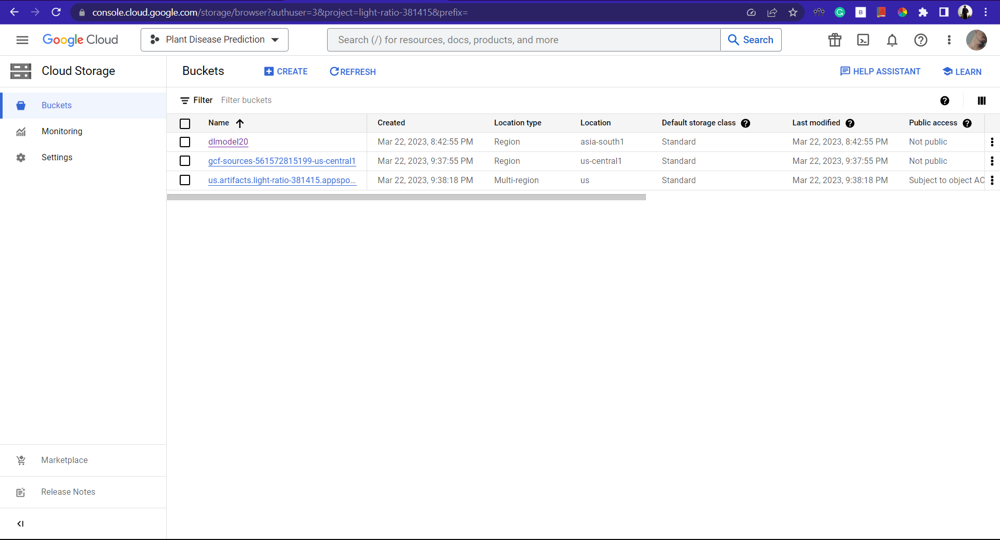 console.cloud.google.com/storage/browser?authuser=3&project=light-ratio-381415&prefix=
Google Cloud
Plant Disease Prediction
Search (/) for resources, docs, products, and more
Search
Cloud Storage
Buckets
CREATE
REFRESH
HELP ASSISTANT
LEARN
Buckets
Monitoring
Settings
Filter Filter buckets
Name Created Location type Location Default storage class Last modified Public access
dlmodel20 Mar 22, 2023, 8:42:55 PM Region asia-south1 Standard Mar 22, 2023, 8:42:55 PM Not public
gcf-sources-561572815199-us-central1 Mar 22, 2023, 9:37:55 PM Region us-central1 Standard Mar 22, 2023, 9:37:55 PM Not public
us.artifacts.light-ratio-381415.appspo... Mar 22, 2023, 9:38:18 PM Multi-region us Standard Mar 22, 2023, 9:38:18 PM Subject to object AC
Marketplace
Release Notes